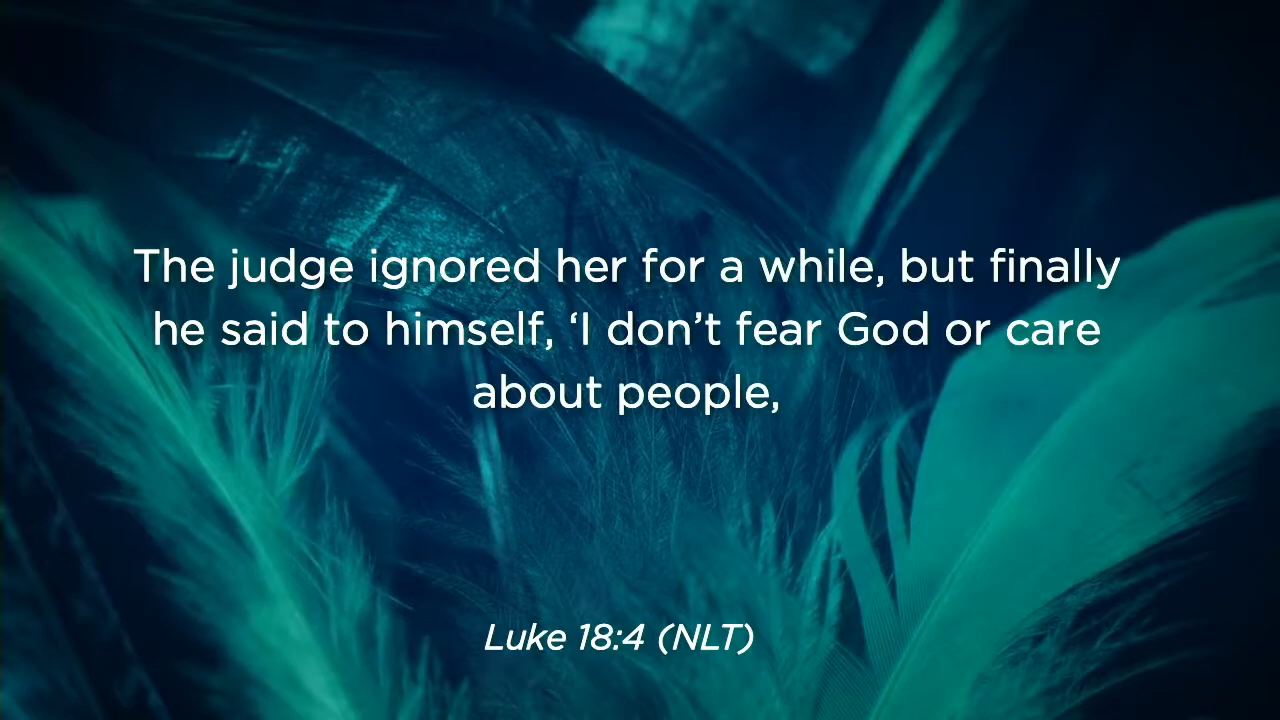 The judge ignored her for a while, but finally
he said to himself, ‘I don’t fear God or care
about people,
Luke 18:4 (NLT)